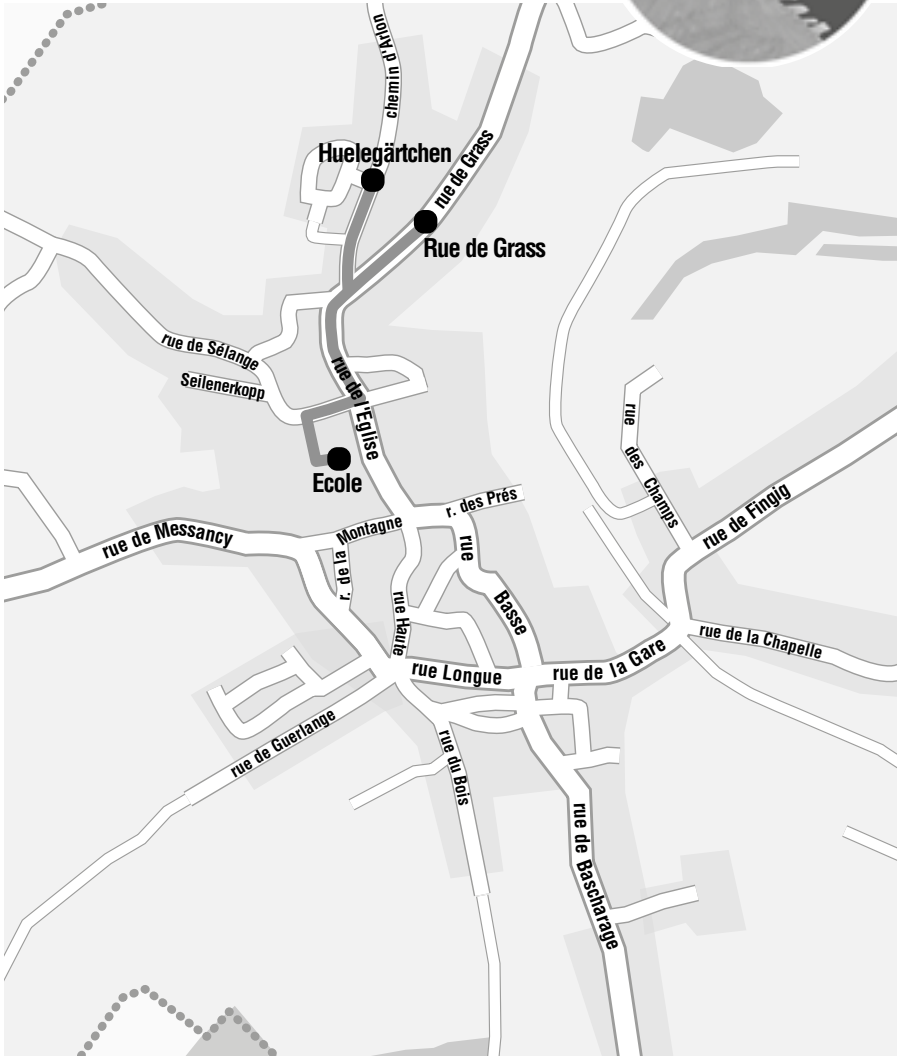 chemin d'Arlon
Huelegärtchen
rue de Grass
Rue de Grass
rue de Sélange
Seilenerkopp
rue de l'Eglise
Ecole
rue
des Champs
r. des Prés
rue de Messancy
r. de la Montagne
rue Basse
rue de Fingig
rue Haute
rue de la Chapelle
rue Longue
rue de la Gare
rue de Guerlange
rue du Bois
rue de Bascharage